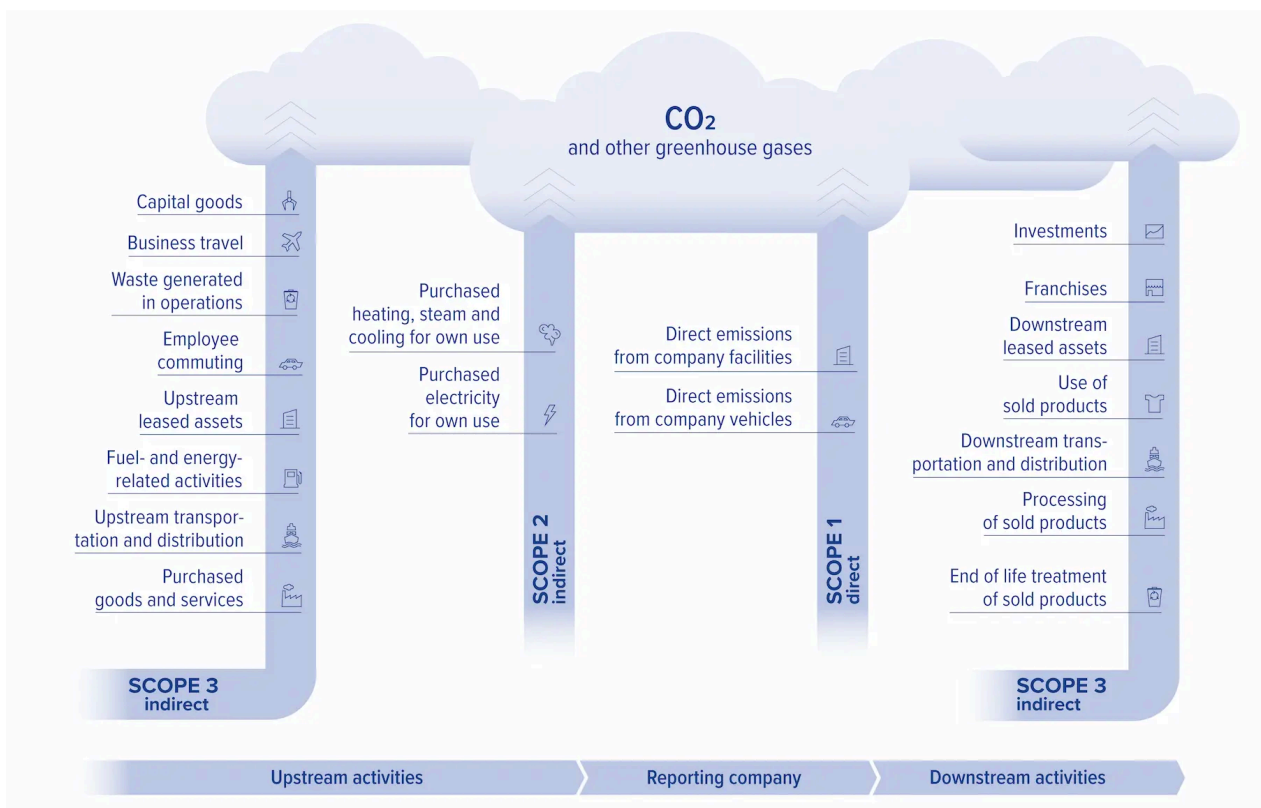 CO₂
and other greenhouse gases
Capital goods
Business travel
Waste generated
in operations
Employee
commuting
Upstream
leased assets
Fuel- and energy-
related activities
Upstream transpor-
tation and distribution
Purchased
goods and services
SCOPE 3
indirect
Purchased
heating, steam and
cooling for own use
Purchased
electricity
for own use
SCOPE 2
indirect
Direct emissions
from company facilities
Direct emissions
from company vehicles
SCOPE 1
direct
Investments
Franchises
Downstream
leased assets
Use of
sold products
Downstream trans-
portation and distribution
Processing
of sold products
End of life treatment
of sold products
SCOPE 3
indirect
Upstream activities
Reporting company
Downstream activities